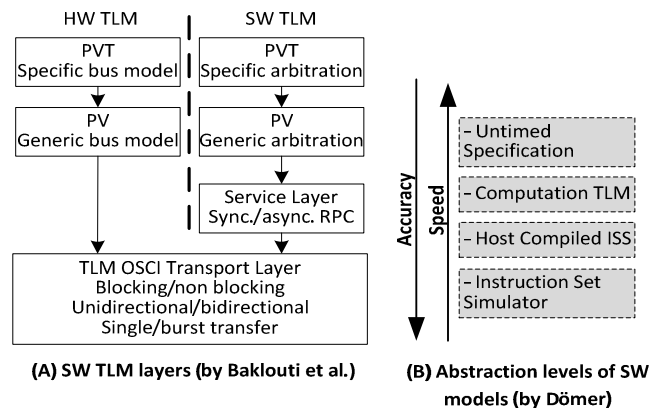 HW TLM
SW TLM
PVT
Specific bus model
PVT
Specific arbitration
PV
Generic bus model
PV
Generic arbitration
Service Layer
Sync./async. RPC
TLM OSCI Transport Layer
Blocking/non blocking
Unidirectional/bidirectional
Single/burst transfer
(A) SW TLM layers (by Baklouti et al.)
Accuracy
Speed
– Untimed
Specification
– Computation TLM
– Host Compiled ISS
– Instruction Set
Simulator
(B) Abstraction levels of SW
models (by Dömer)